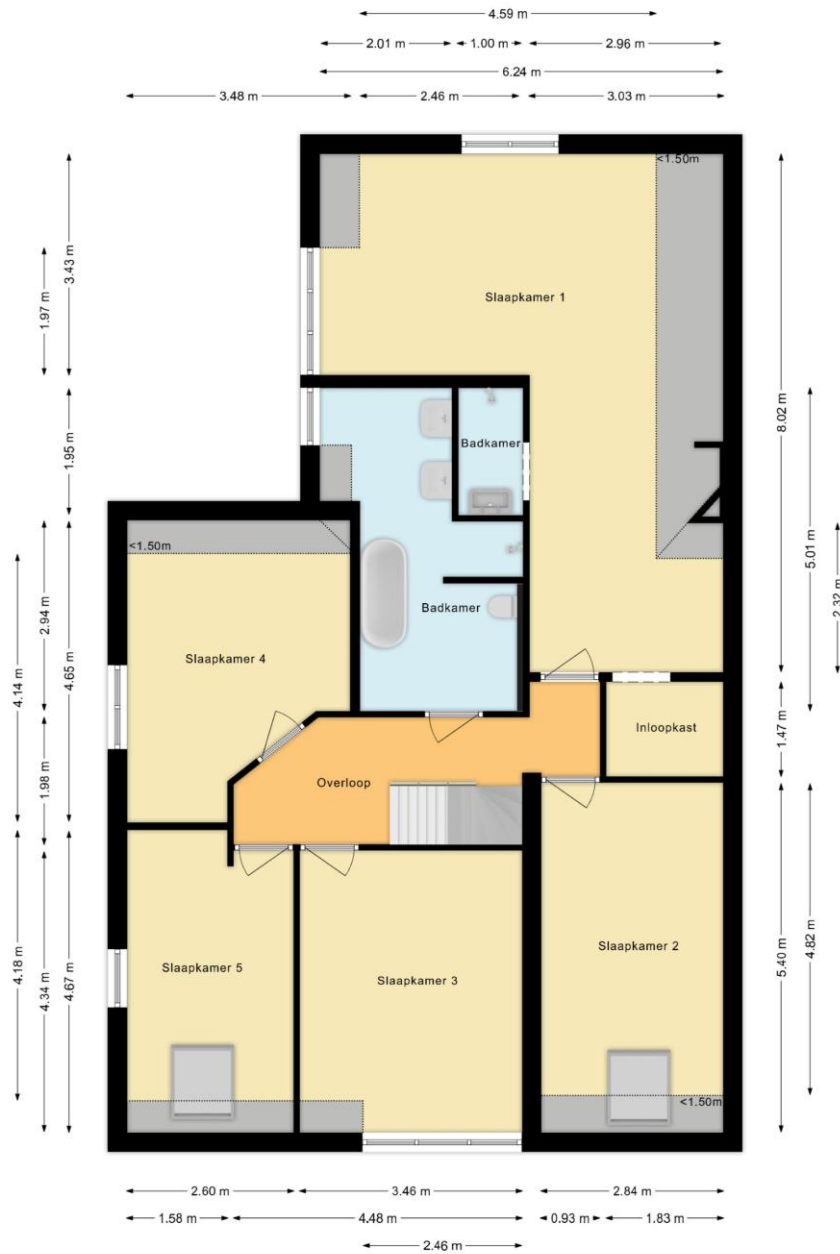 4.59 m
2.01 m
1.00 m
2.96 m
6.24 m
3.48 m
2.46 m
3.03 m
<1.50m
3.43 m
1.97 m
Slaapkamer 1
8.02 m
1.95 m
Badkamer
5.01 m
2.32 m
<1.50m
2.94 m
4.65 m
4.14 m
Slaapkamer 4
Badkamer
1.47 m
Inloopkast
1.98 m
Overloop
Slaapkamer 5
Slaapkamer 3
Slaapkamer 2
4.18 m
4.34 m
4.67 m
5.40 m
4.82 m
<1.50m
2.60 m
3.46 m
2.84 m
1.58 m
4.48 m
0.93 m
1.83 m
2.46 m